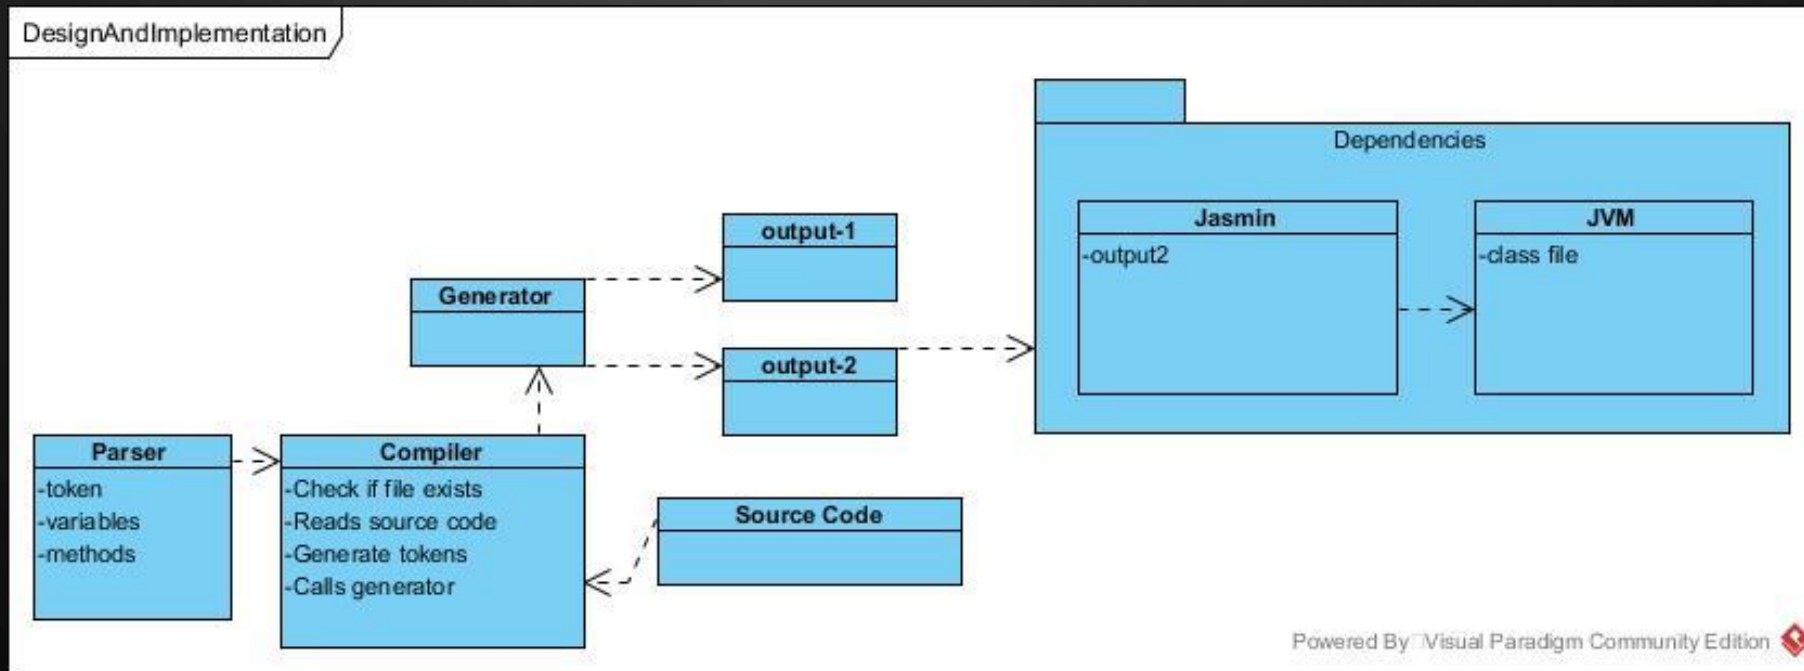 DesignAndImplementation
Dependencies
Jasmin
-output2
JVM
-class file
output-1
Generator
output-2
Parser
-token
-variables
-methods
Compiler
-Check if file exists
-Reads source code
-Generate tokens
-Calls generator
Source Code
Powered By Visual Paradigm Community Edition